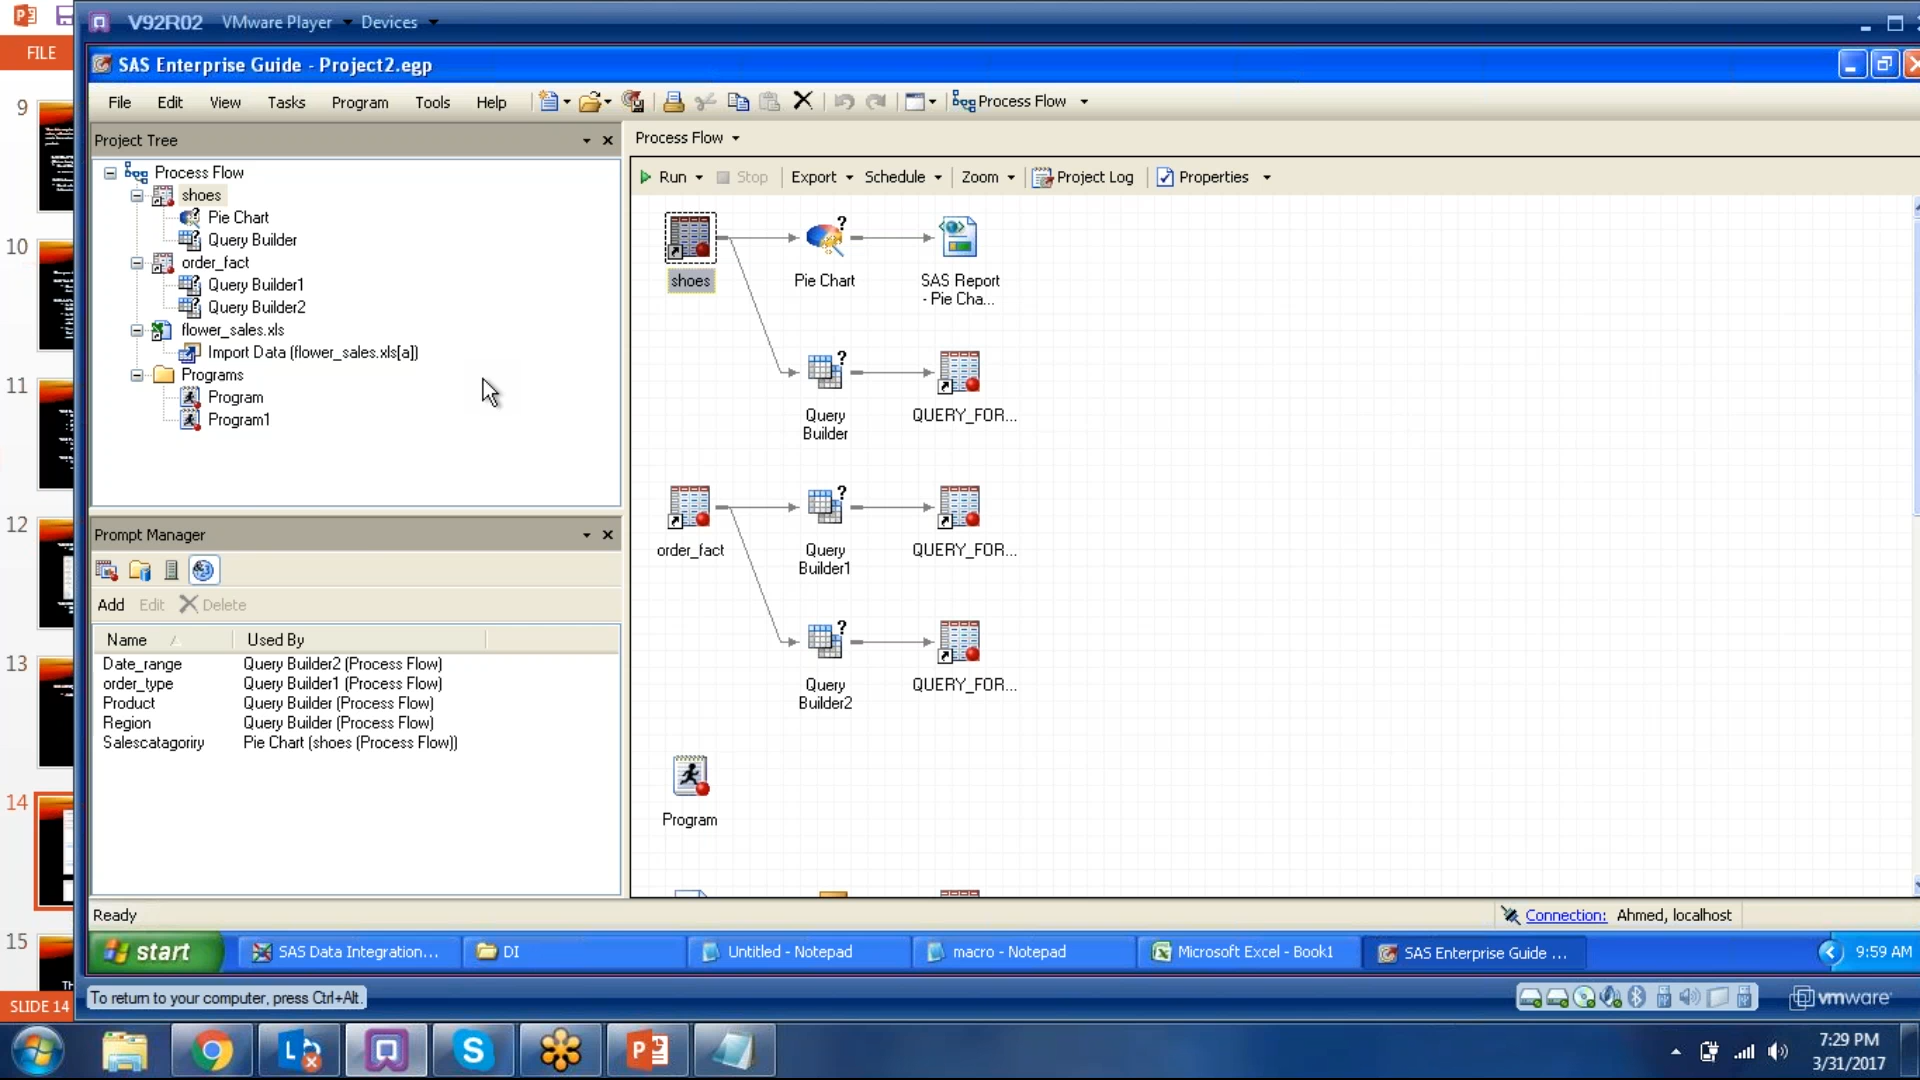 V92R02 VMware Player Devices
FILE
SAS Enterprise Guide - Project2.egp
File Edit View Tasks Program Tools Help Process Flow
Project Tree
Process Flow
shoes
Pie Chart
Query Builder
order_fact
Query Builder1
Query Builder2
flower_sales.xls
Import Data (flower_sales.xls[a])
Programs
Program
Program1
Process Flow
Run Stop Export Schedule Zoom Project Log Properties
shoes
Pie Chart
SAS Report
- Pie Cha...
Query
Builder
QUERY_FOR...
order_fact
Query
Builder1
QUERY_FOR...
Query
Builder2
QUERY_FOR...
Program
Prompt Manager
Add Edit Delete
Name Used By
Date_range Query Builder2 (Process Flow)
order_type Query Builder1 (Process Flow)
Product Query Builder (Process Flow)
Region Query Builder (Process Flow)
Salescatagoriry Pie Chart (shoes (Process Flow))
9
10
11
12
13
14
15
SLIDE 14
Ready
Connection: Ahmed, localhost
start SAS Data Integration... DI Untitled - Notepad macro - Notepad Microsoft Excel - Book1 SAS Enterprise Guide ... 9:59 AM
To return to your computer, press Ctrl+Alt.
vmware
7:29 PM
3/31/2017